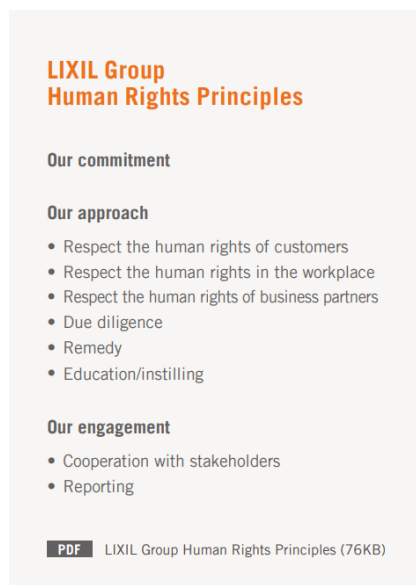 LIXIL Group
Human Rights Principles
Our commitment
Our approach
• Respect the human rights of customers
• Respect the human rights in the workplace
• Respect the human rights of business partners
• Due diligence
• Remedy
• Education/instilling
Our engagement
• Cooperation with stakeholders
• Reporting
PDF LIXIL Group Human Rights Principles (76KB)